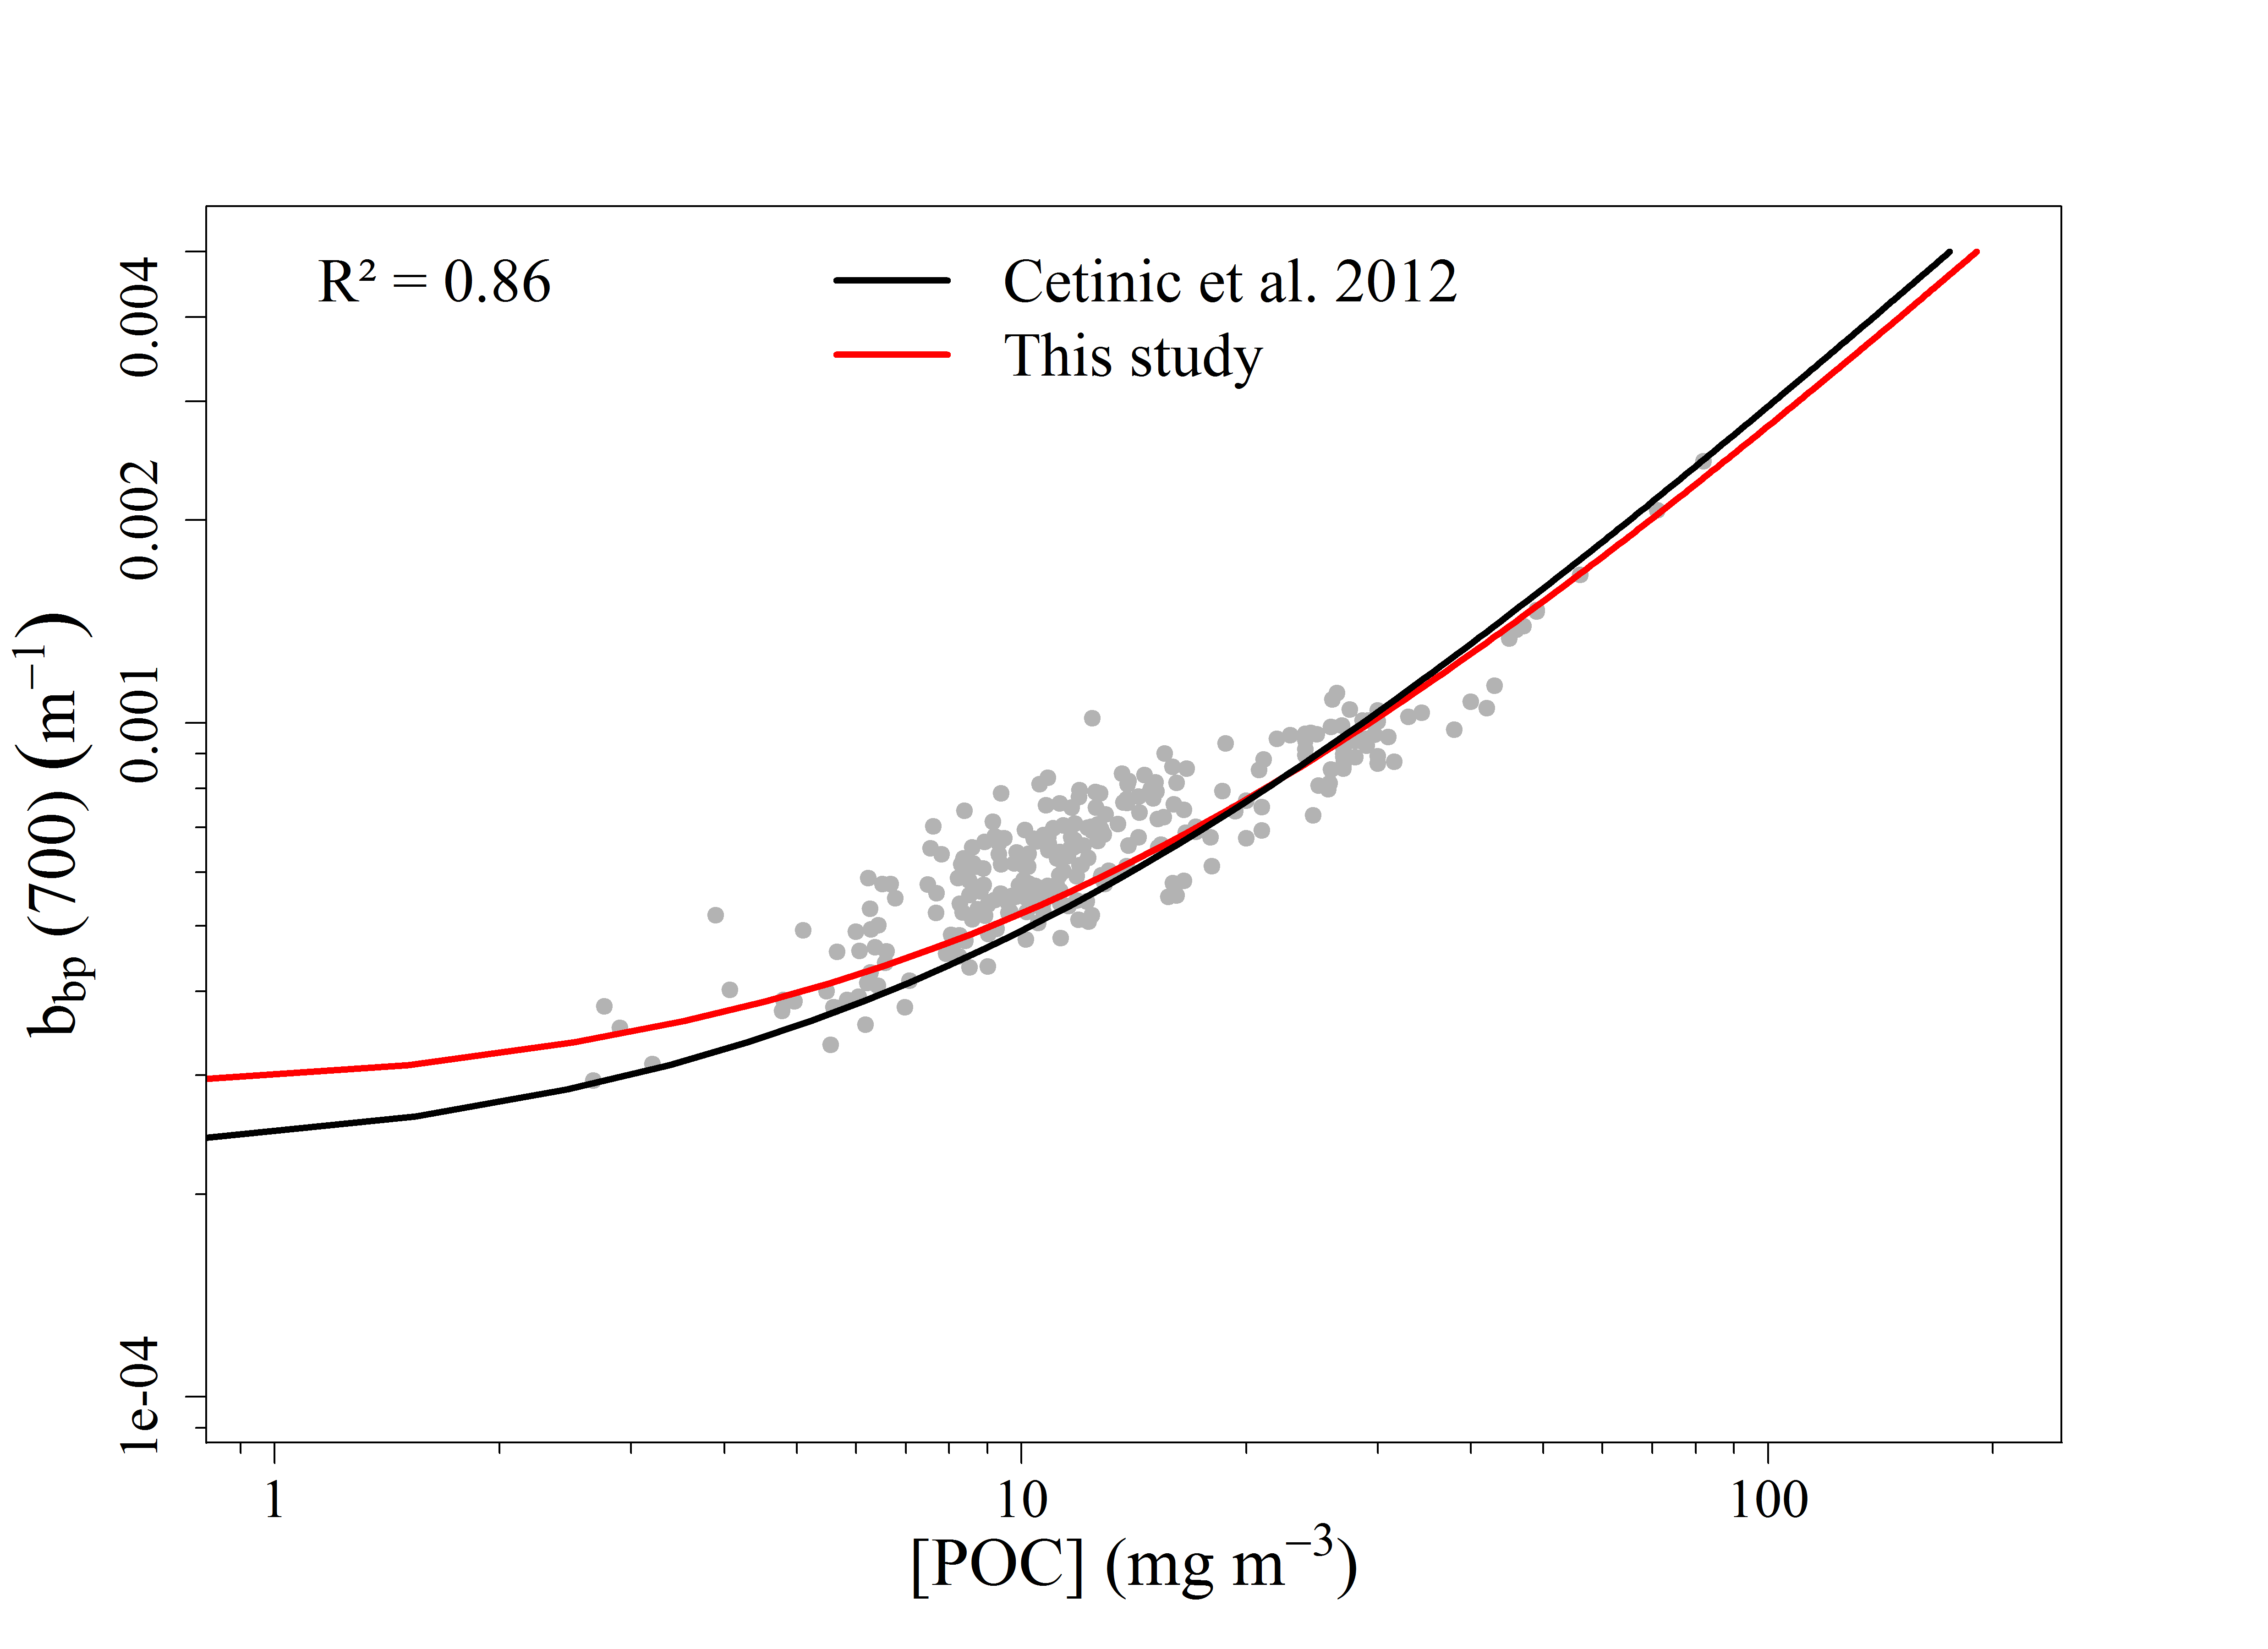 R² = 0.86
Cetinic et al. 2012
This study
0.004
0.002
0.001
1e-04
b_bp (700) (m⁻¹)
1 10 100
[POC] (mg m⁻³)